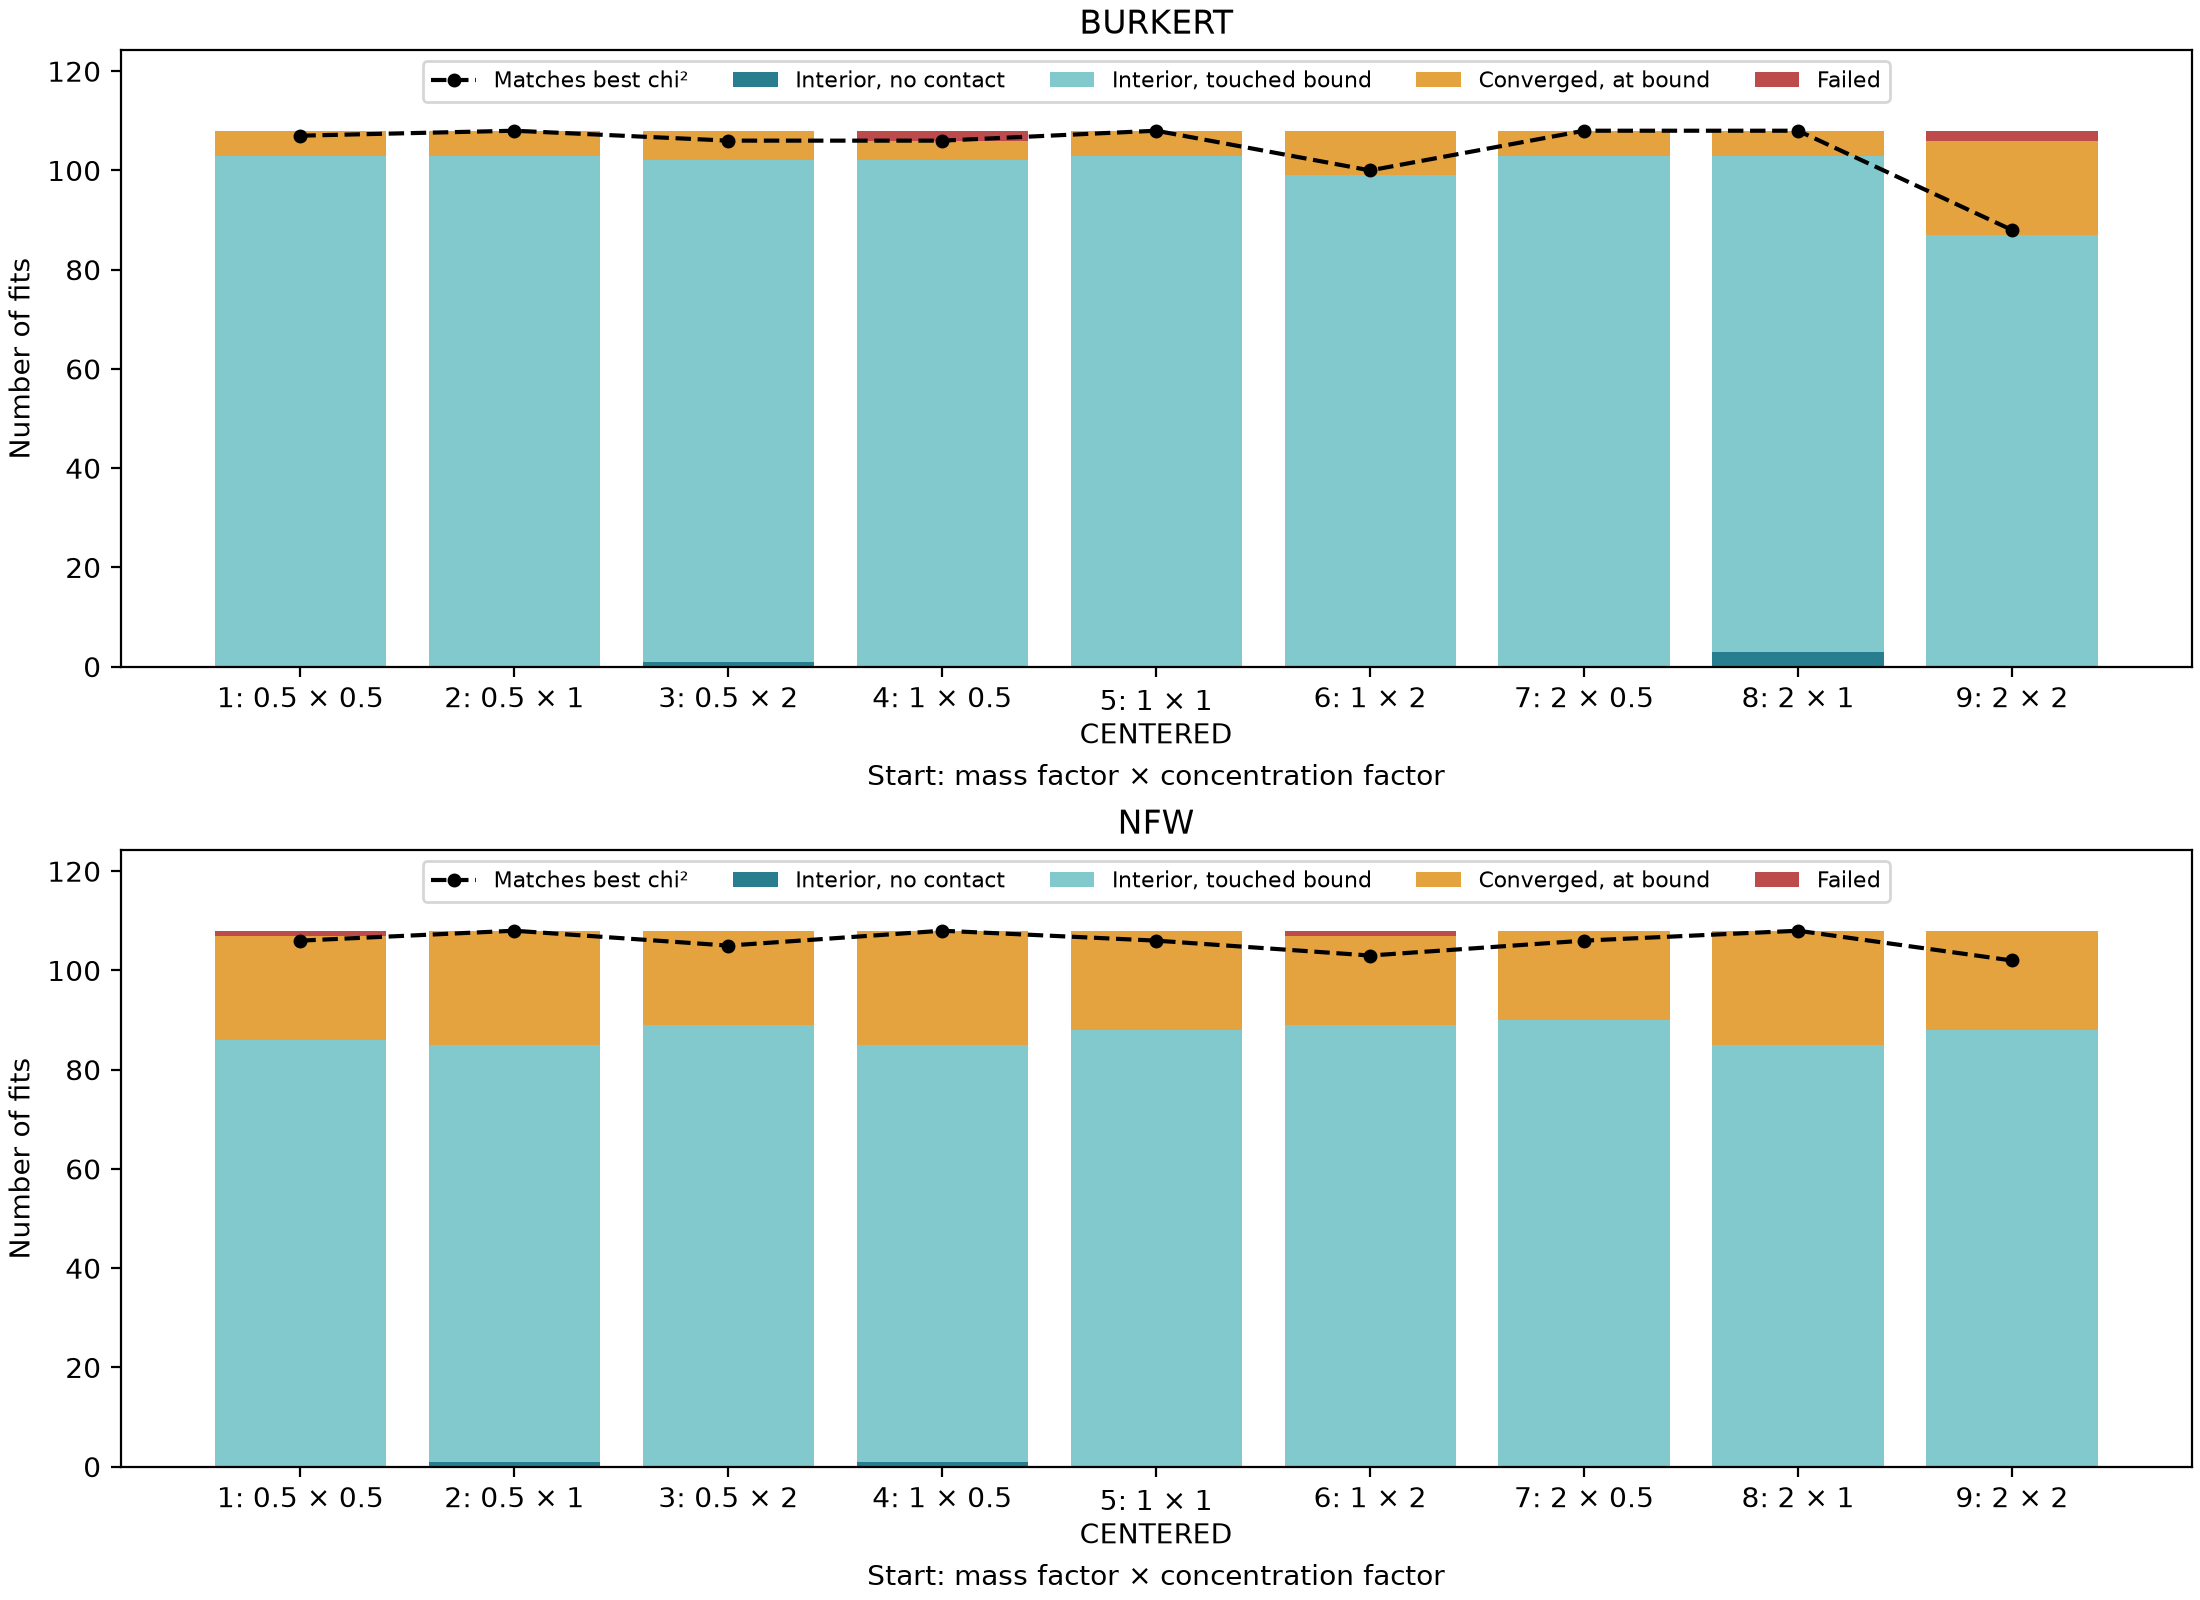 BURKERT
Matches best chi² Interior, no contact Interior, touched bound Converged, at bound Failed
Number of fits
120
100
80
60
40
20
0
1: 0.5 × 0.5 2: 0.5 × 1 3: 0.5 × 2 4: 1 × 0.5 5: 1 × 1 6: 1 × 2 7: 2 × 0.5 8: 2 × 1 9: 2 × 2
CENTERED
Start: mass factor × concentration factor
NFW
Matches best chi² Interior, no contact Interior, touched bound Converged, at bound Failed
Number of fits
120
100
80
60
40
20
0
1: 0.5 × 0.5 2: 0.5 × 1 3: 0.5 × 2 4: 1 × 0.5 5: 1 × 1 6: 1 × 2 7: 2 × 0.5 8: 2 × 1 9: 2 × 2
CENTERED
Start: mass factor × concentration factor